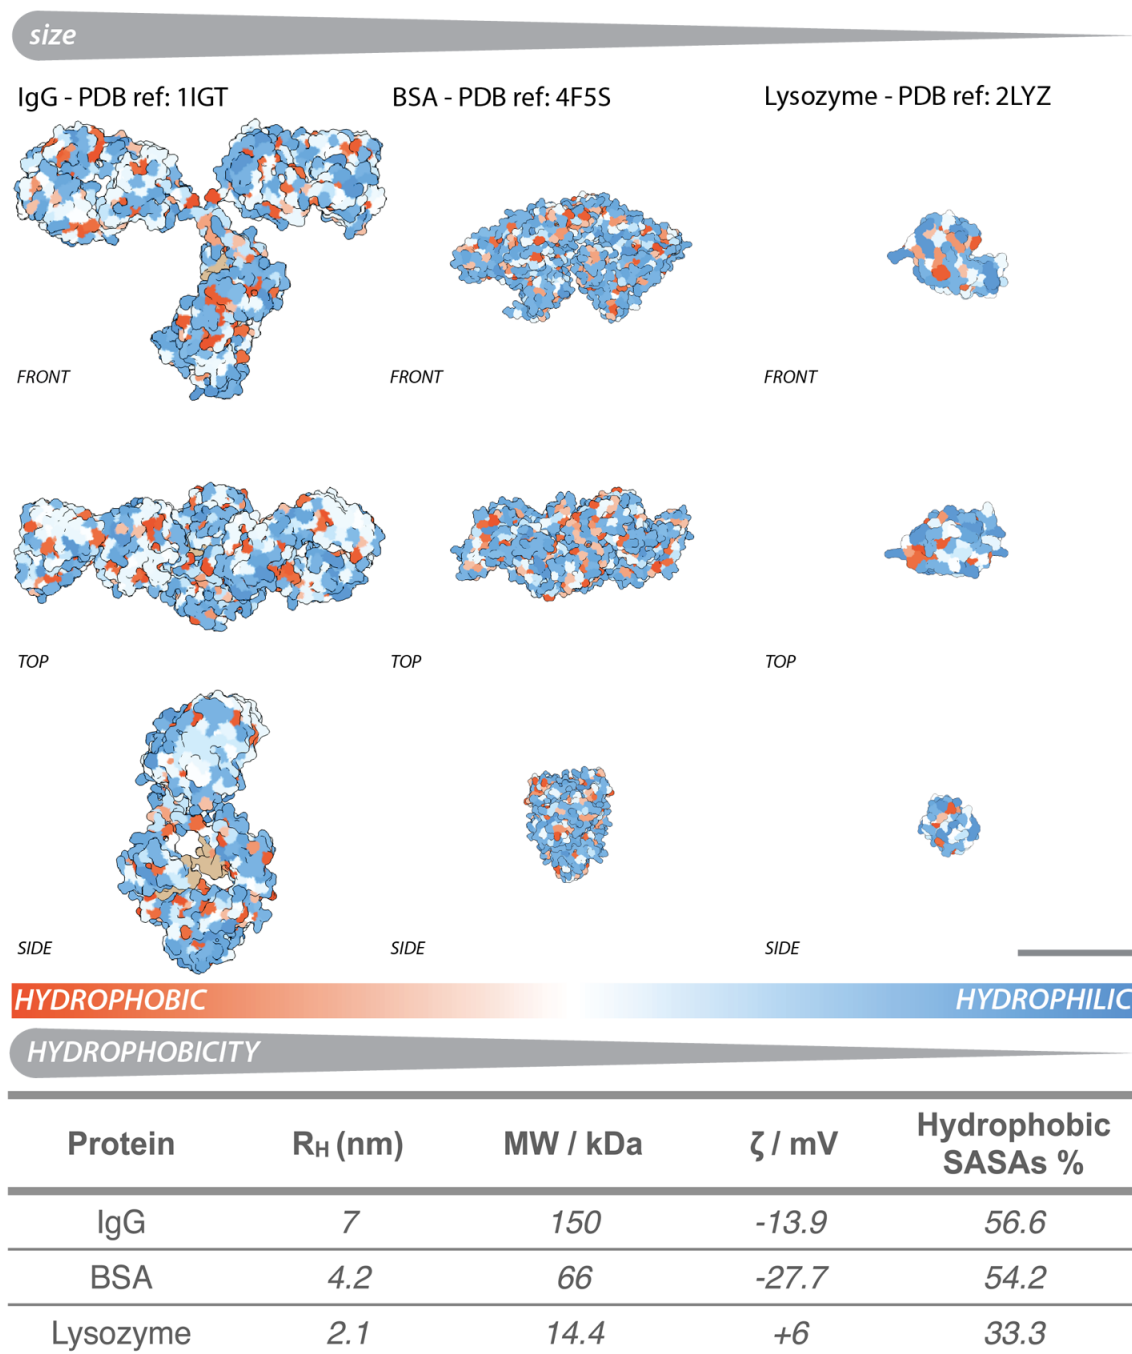 size
IgG - PDB ref: 1IGT BSA - PDB ref: 4F5S Lysozyme - PDB ref: 2LYZ
FRONT FRONT FRONT
TOP TOP TOP
SIDE SIDE SIDE
HYDROPHOBIC HYDROPHILIC
HYDROPHOBICITY
Protein RH (nm) MW / kDa ζ / mV Hydrophobic
SASAs %
IgG 7 150 -13.9 56.6
BSA 4.2 66 -27.7 54.2
Lysozyme 2.1 14.4 +6 33.3